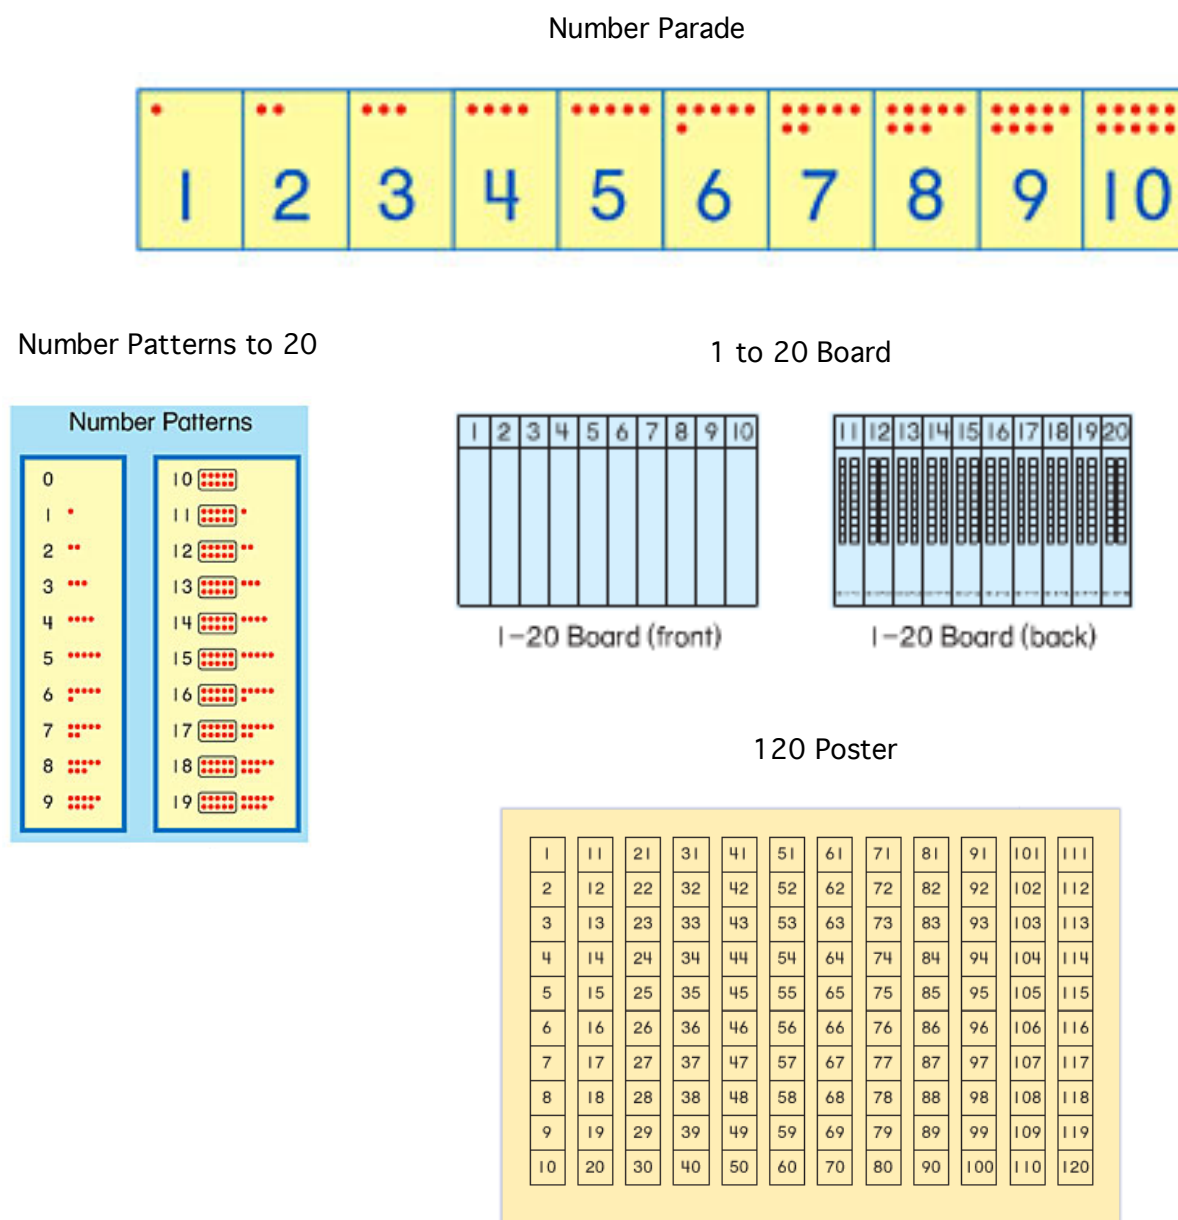 Number Parade
1 2 3 4 5 6 7 8 9 10
Number Patterns to 20
1 to 20 Board
Number Patterns
0 10
1 11
2 12
3 13
4 14
5 15
6 16
7 17
8 18
9 19
1 2 3 4 5 6 7 8 9 10
11 12 13 14 15 16 17 18 19 20
1-20 Board (front)
1-20 Board (back)
120 Poster
1 11 21 31 41 51 61 71 81 91 101 111
2 12 22 32 42 52 62 72 82 92 102 112
3 13 23 33 43 53 63 73 83 93 103 113
4 14 24 34 44 54 64 74 84 94 104 114
5 15 25 35 45 55 65 75 85 95 105 115
6 16 26 36 46 56 66 76 86 96 106 116
7 17 27 37 47 57 67 77 87 97 107 117
8 18 28 38 48 58 68 78 88 98 108 118
9 19 29 39 49 59 69 79 89 99 109 119
10 20 30 40 50 60 70 80 90 100 110 120